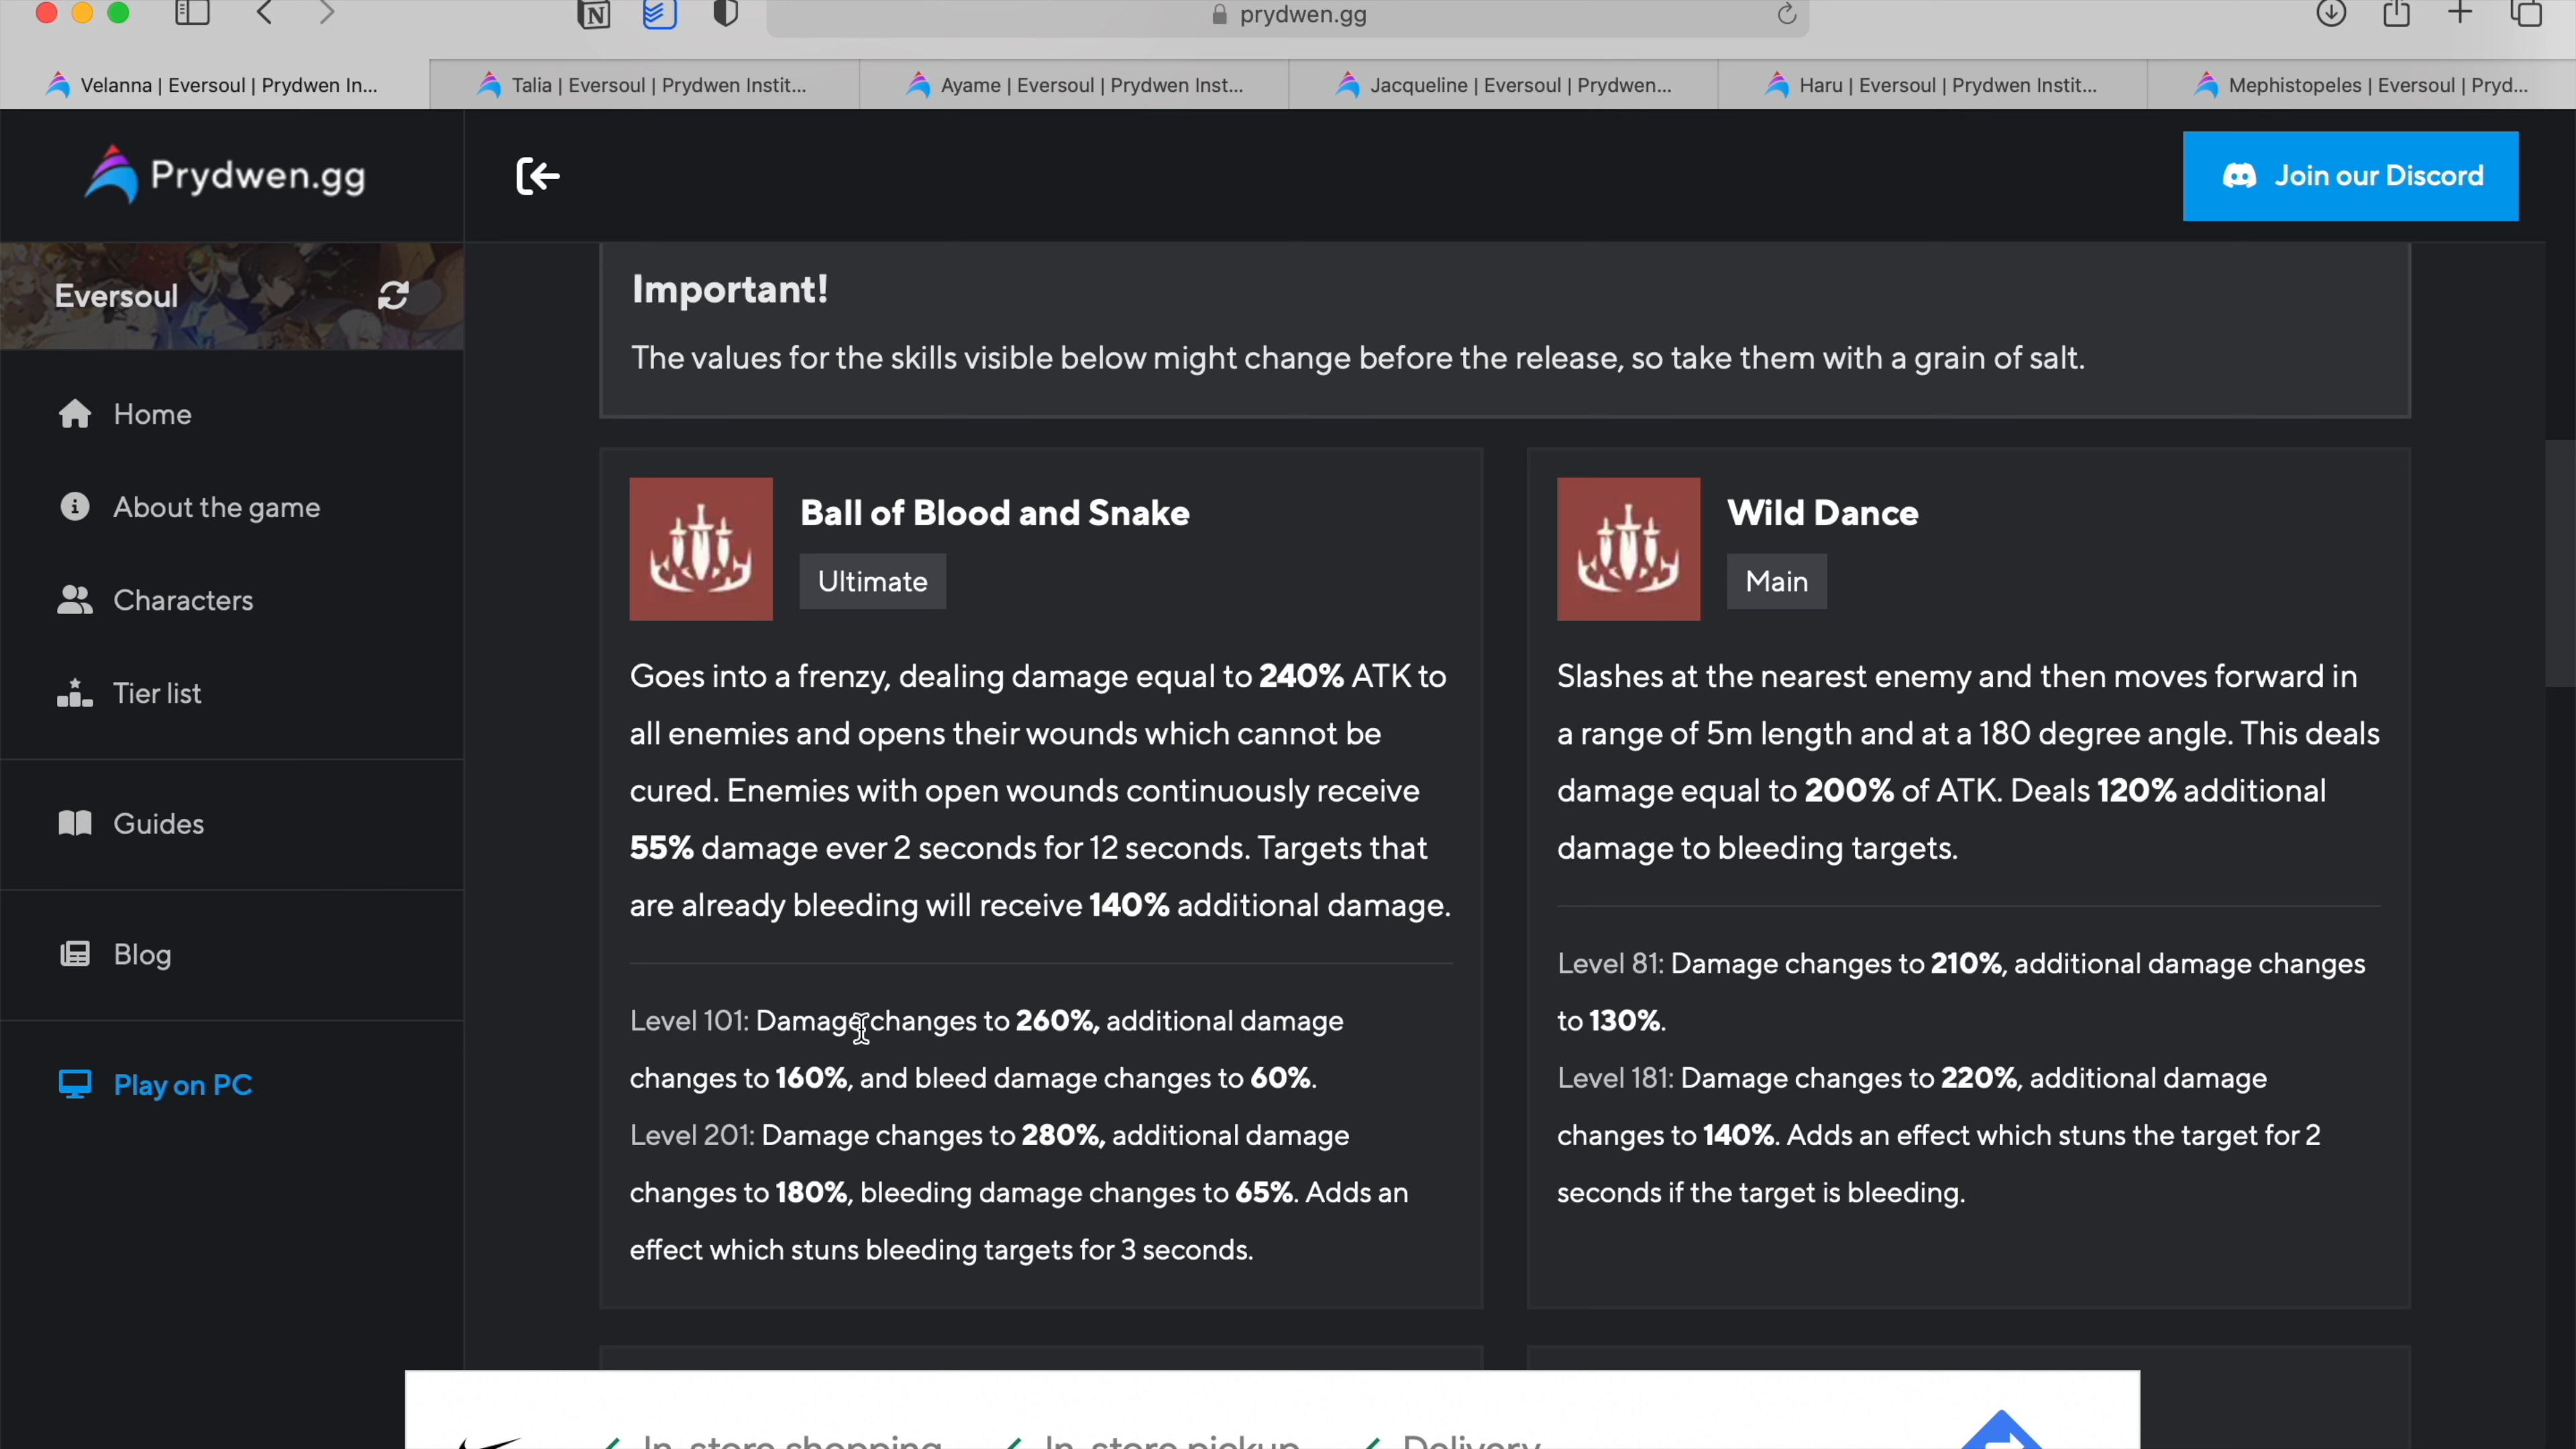 prydwen.gg
Velanna | Eversoul | Prydwen In...
Talia | Eversoul | Prydwen Instit...
Ayame | Eversoul | Prydwen Inst...
Jacqueline | Eversoul | Prydwen...
Haru | Eversoul | Prydwen Instit...
Mephistopeles | Eversoul | Pryd...
Prydwen.gg
Join our Discord
Eversoul
Home
About the game
Characters
Tier list
Guides
Blog
Play on PC
Important!
The values for the skills visible below might change before the release, so take them with a grain of salt.
Ball of Blood and Snake
Ultimate
Goes into a frenzy, dealing damage equal to 240% ATK to
all enemies and opens their wounds which cannot be
cured. Enemies with open wounds continuously receive
55% damage ever 2 seconds for 12 seconds. Targets that
are already bleeding will receive 140% additional damage.
Level 101: Damage changes to 260%, additional damage
changes to 160%, and bleed damage changes to 60%.
Level 201: Damage changes to 280%, additional damage
changes to 180%, bleeding damage changes to 65%. Adds an
effect which stuns bleeding targets for 3 seconds.
Wild Dance
Main
Slashes at the nearest enemy and then moves forward in
a range of 5m length and at a 180 degree angle. This deals
damage equal to 200% of ATK. Deals 120% additional
damage to bleeding targets.
Level 81: Damage changes to 210%, additional damage changes
to 130%.
Level 181: Damage changes to 220%, additional damage
changes to 140%. Adds an effect which stuns the target for 2
seconds if the target is bleeding.
In-store shopping
In-store pickup
Delivery